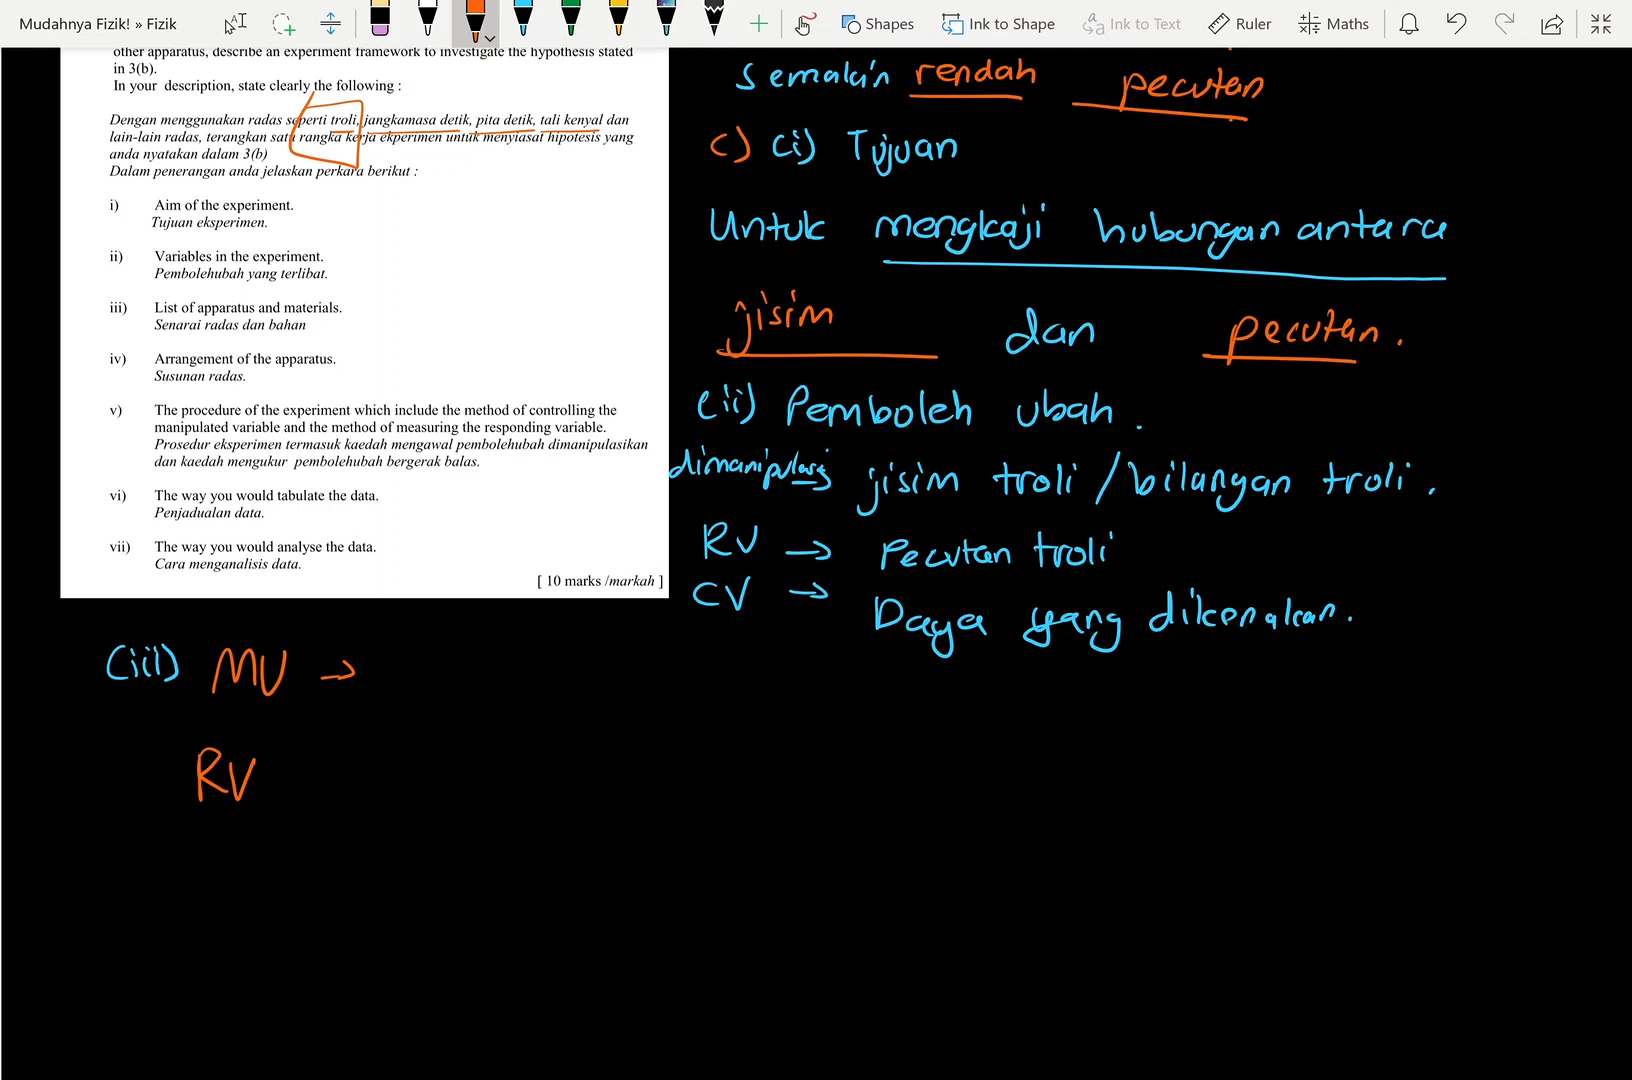 Mudahnya Fizik! » Fizik
Shapes
Ink to Shape
Ink to Text
Ruler
Maths
other apparatus, describe an experiment framework to investigate the hypothesis stated
in 3(b).
In your description, state clearly the following :
Dengan menggunakan radas seperti troli, jangkamasa detik, pita detik, tali kenyal dan
lain-lain radas, terangkan satu rangka kerja ekperimen untuk menyiasat hipotesis yang
anda nyatakan dalam 3(b)
Dalam penerangan anda jelaskan perkara berikut :
i) Aim of the experiment.
Tujuan eksperimen.
ii) Variables in the experiment.
Pembolehubah yang terlibat.
iii) List of apparatus and materials.
Senarai radas dan bahan
iv) Arrangement of the apparatus.
Susunan radas.
v) The procedure of the experiment which include the method of controlling the
manipulated variable and the method of measuring the responding variable.
Prosedur eksperimen termasuk kaedah mengawal pembolehubah dimanipulasikan
dan kaedah mengukur pembolehubah bergerak balas.
vi) The way you would tabulate the data.
Penjadualan data.
vii) The way you would analyse the data.
Cara menganalisis data.
[ 10 marks /markah ]
Semakin rendah pecutan
c) (i) Tujuan
Untuk mengkaji hubungan antara
jisim dan pecutan.
(ii) Pemboleh ubah.
dimanipulasi jisim troli / bilangan troli.
RV → Pecutan troli
CV → Daya yang dikenakan.
(iii) MV →
RV